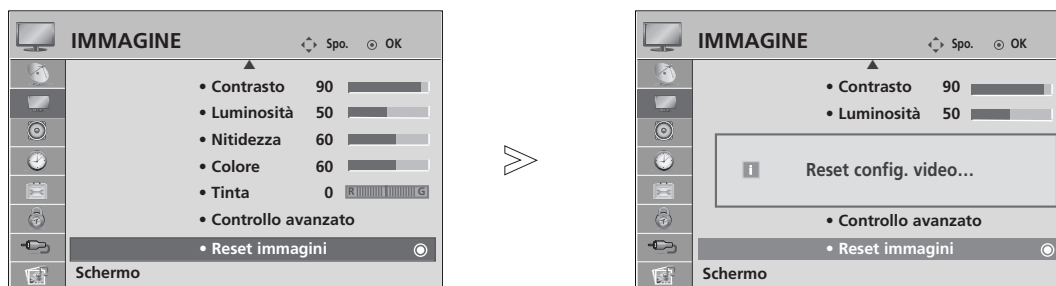 IMMAGINE Spo. OK
• Contrasto 90
• Luminosità 50
• Nitidezza 60
• Colore 60
• Tinta 0 R G
• Controllo avanzato
• Reset immagini
Schermo
IMMAGINE Spo. OK
• Contrasto 90
• Luminosità 50
i Reset config. video...
• Controllo avanzato
• Reset immagini
Schermo